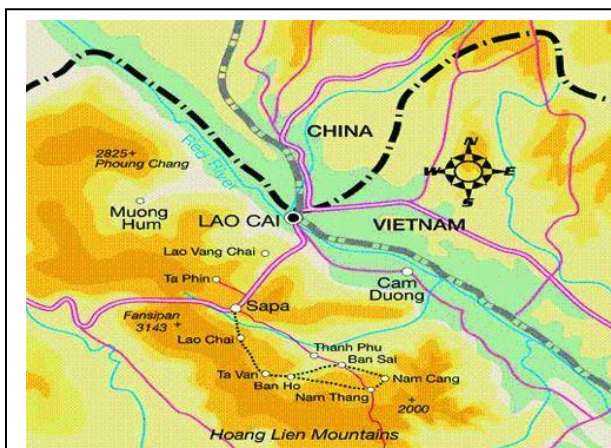 CHINA
N
W E
S
2825+
Phoung Chang
Red River
Muong
Hum
LAO CAI
VIETNAM
Lao Vang Chai
Ta Phin
Cam
Duong
Sapa
Fansipan
3143 +
Lao Chai
Thanh Phu
Ban Sai
Ta Van
Ban Ho
Nam Cang
Nam Thang
+
2000
Hoang Lien Mountains